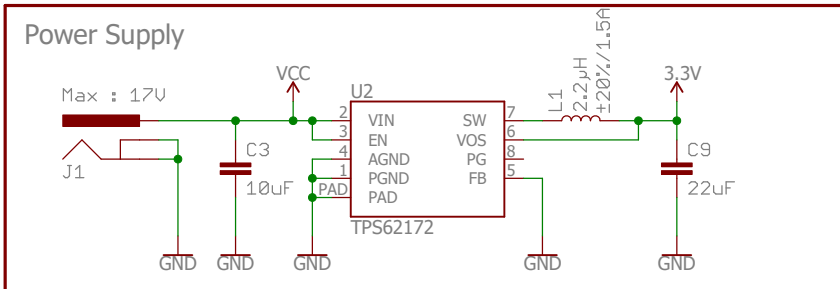 Power Supply
Max : 17V
J1
VCC
C3
10uF
U2
2 VIN
3 EN
4 AGND
1 PGND
PAD PAD
SW 7
VOS 6
PG 8
FB 5
TPS62172
L1
2.2µH
±20%/1.5A
3.3V
C9
22uF
GND
GND
GND
GND
GND